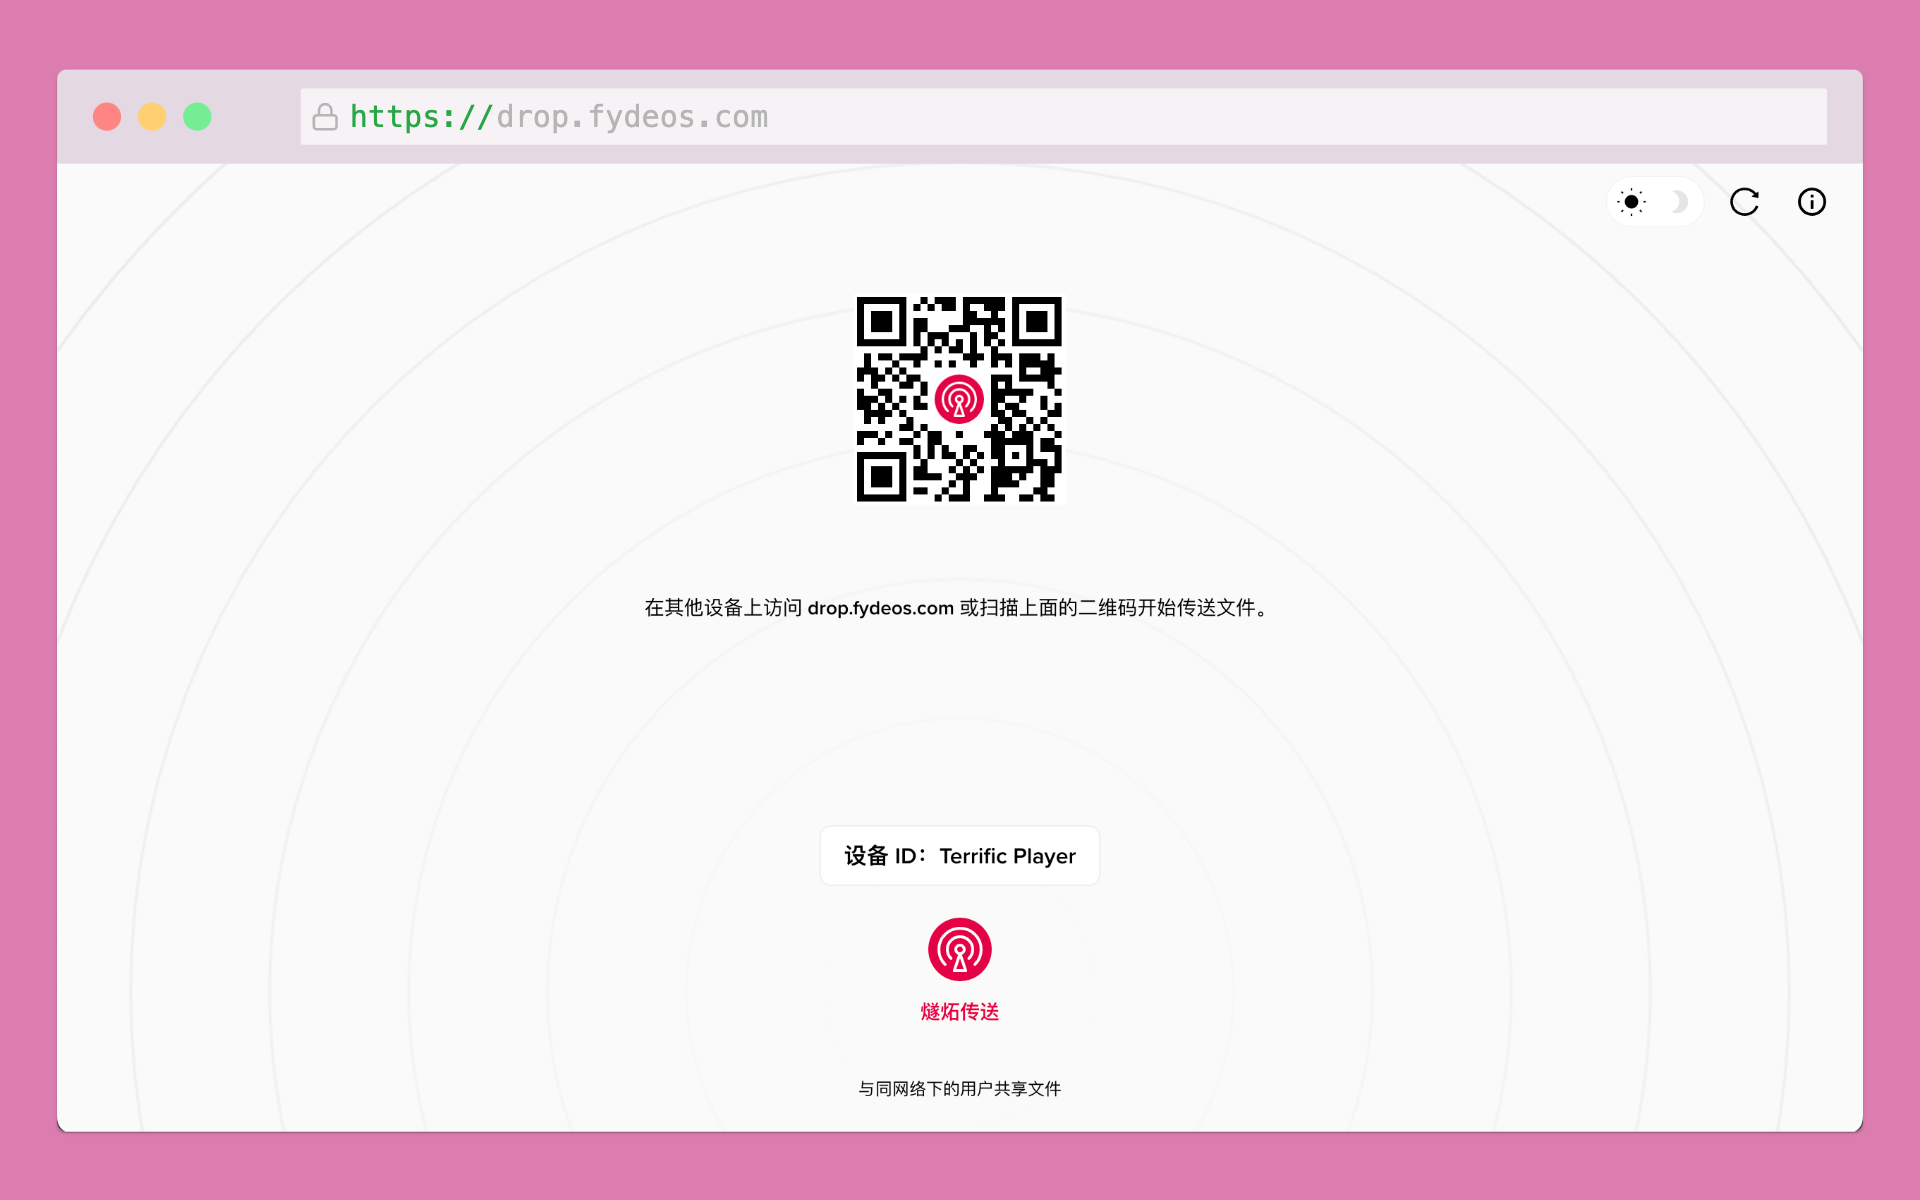 https://drop.fydeos.com
在其他设备上访问 drop.fydeos.com 或扫描上面的二维码开始传送文件。
设备 ID：Terrific Player
燧炻传送
与同网络下的用户共享文件